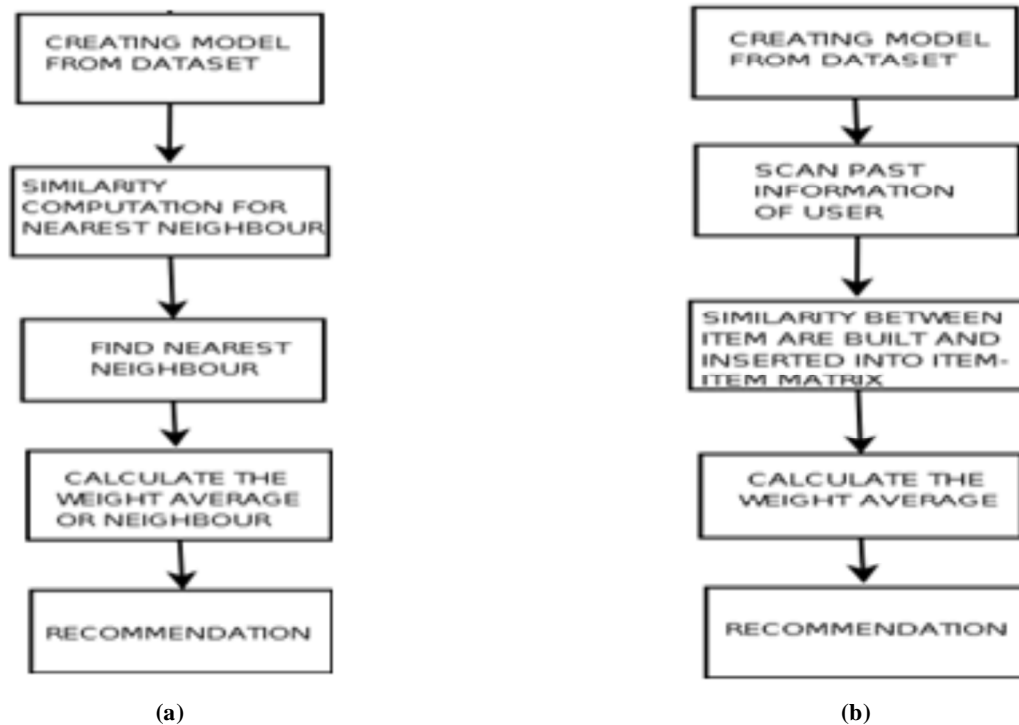 CREATING MODEL
FROM DATASET
SIMILARITY
COMPUTATION FOR
NEAREST NEIGHBOUR
FIND NEAREST
NEIGHBOUR
CALCULATE THE
WEIGHT AVERAGE
OR NEIGHBOUR
RECOMMENDATION
(a)
CREATING MODEL
FROM DATASET
SCAN PAST
INFORMATION
OF USER
SIMILARITY BETWEEN
ITEM ARE BUILT AND
INSERTED INTO ITEM-
ITEM MATRIX
CALCULATE THE
WEIGHT AVERAGE
RECOMMENDATION
(b)